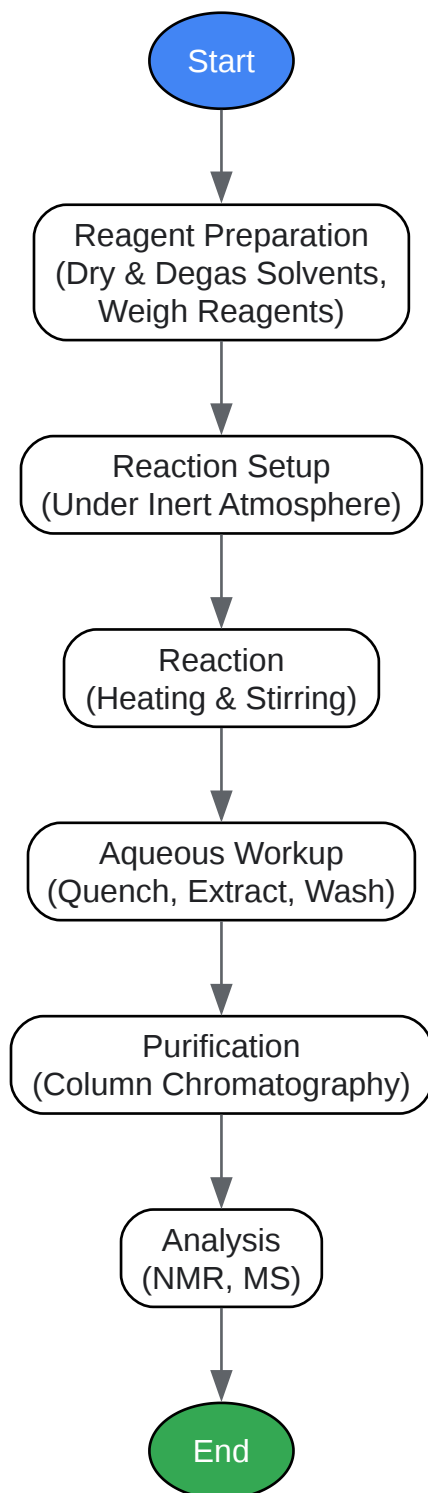 Start
Reagent Preparation
(Dry & Degas Solvents,
Weigh Reagents)
Reaction Setup
(Under Inert Atmosphere)
Reaction
(Heating & Stirring)
Aqueous Workup
(Quench, Extract, Wash)
Purification
(Column Chromatography)
Analysis
(NMR, MS)
End